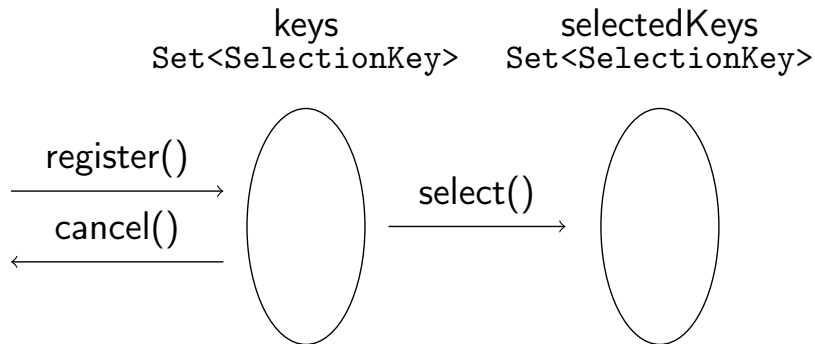 keys
Set<SelectionKey>
selectedKeys
Set<SelectionKey>
register()
cancel()
select()